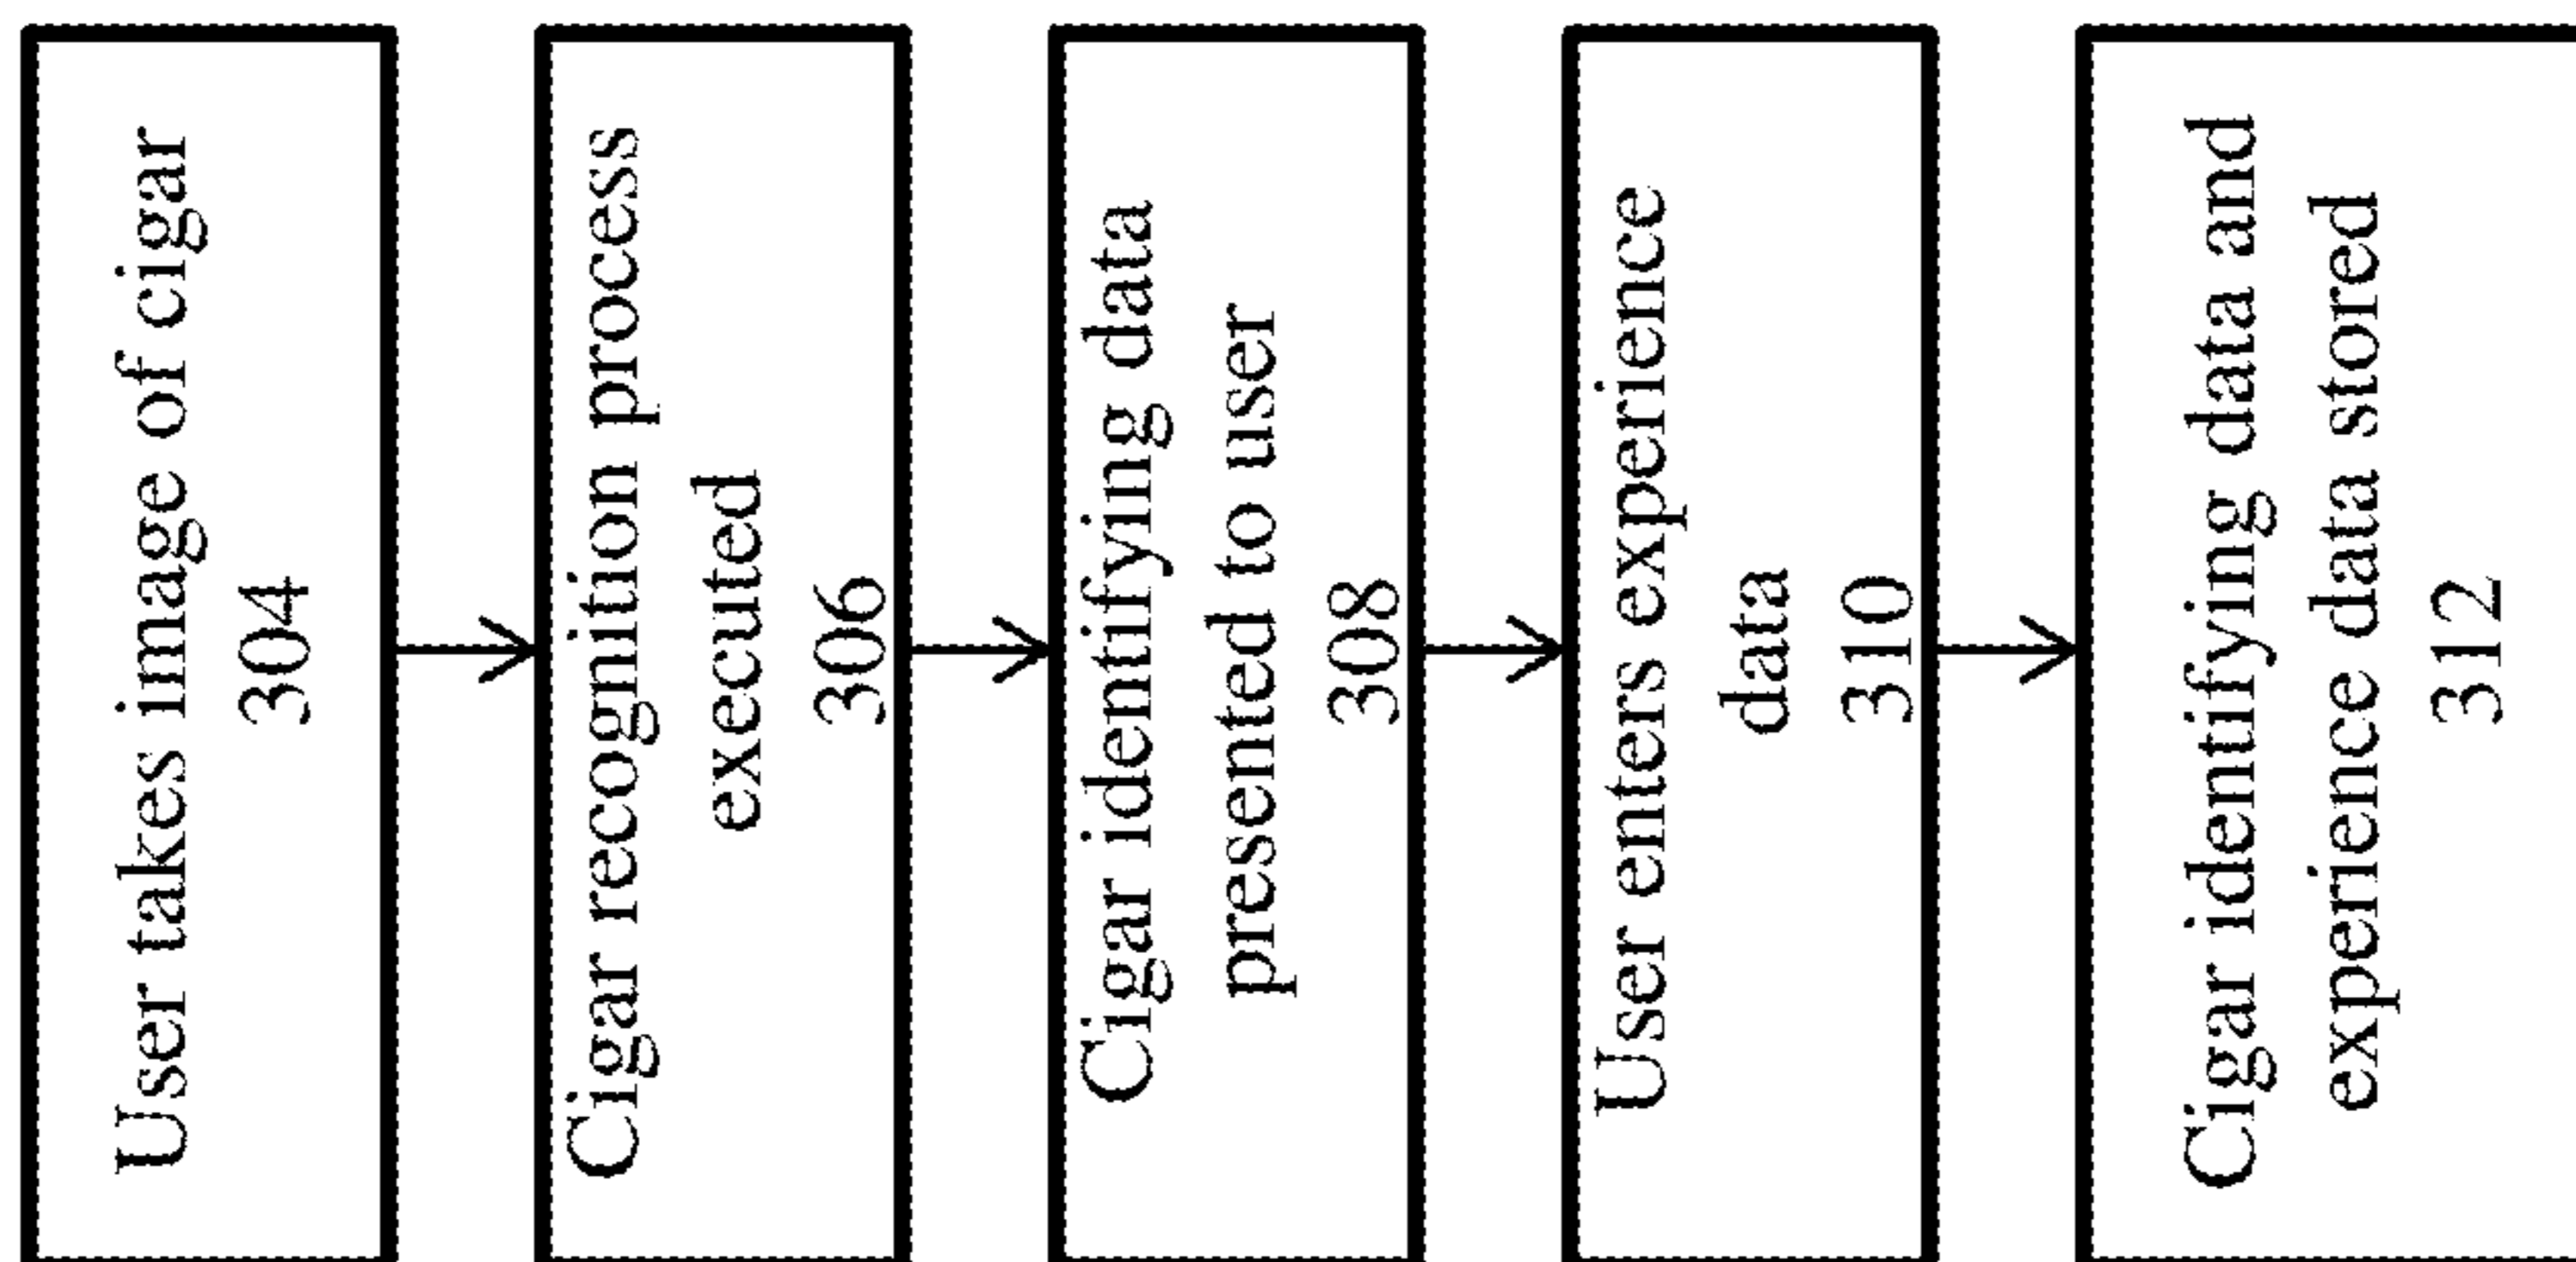 User takes image of cigar
304
Cigar recognition process
executed
306
Cigar identifying data
presented to user
308
User enters experience
data
310
Cigar identifying data and
experience data stored
312